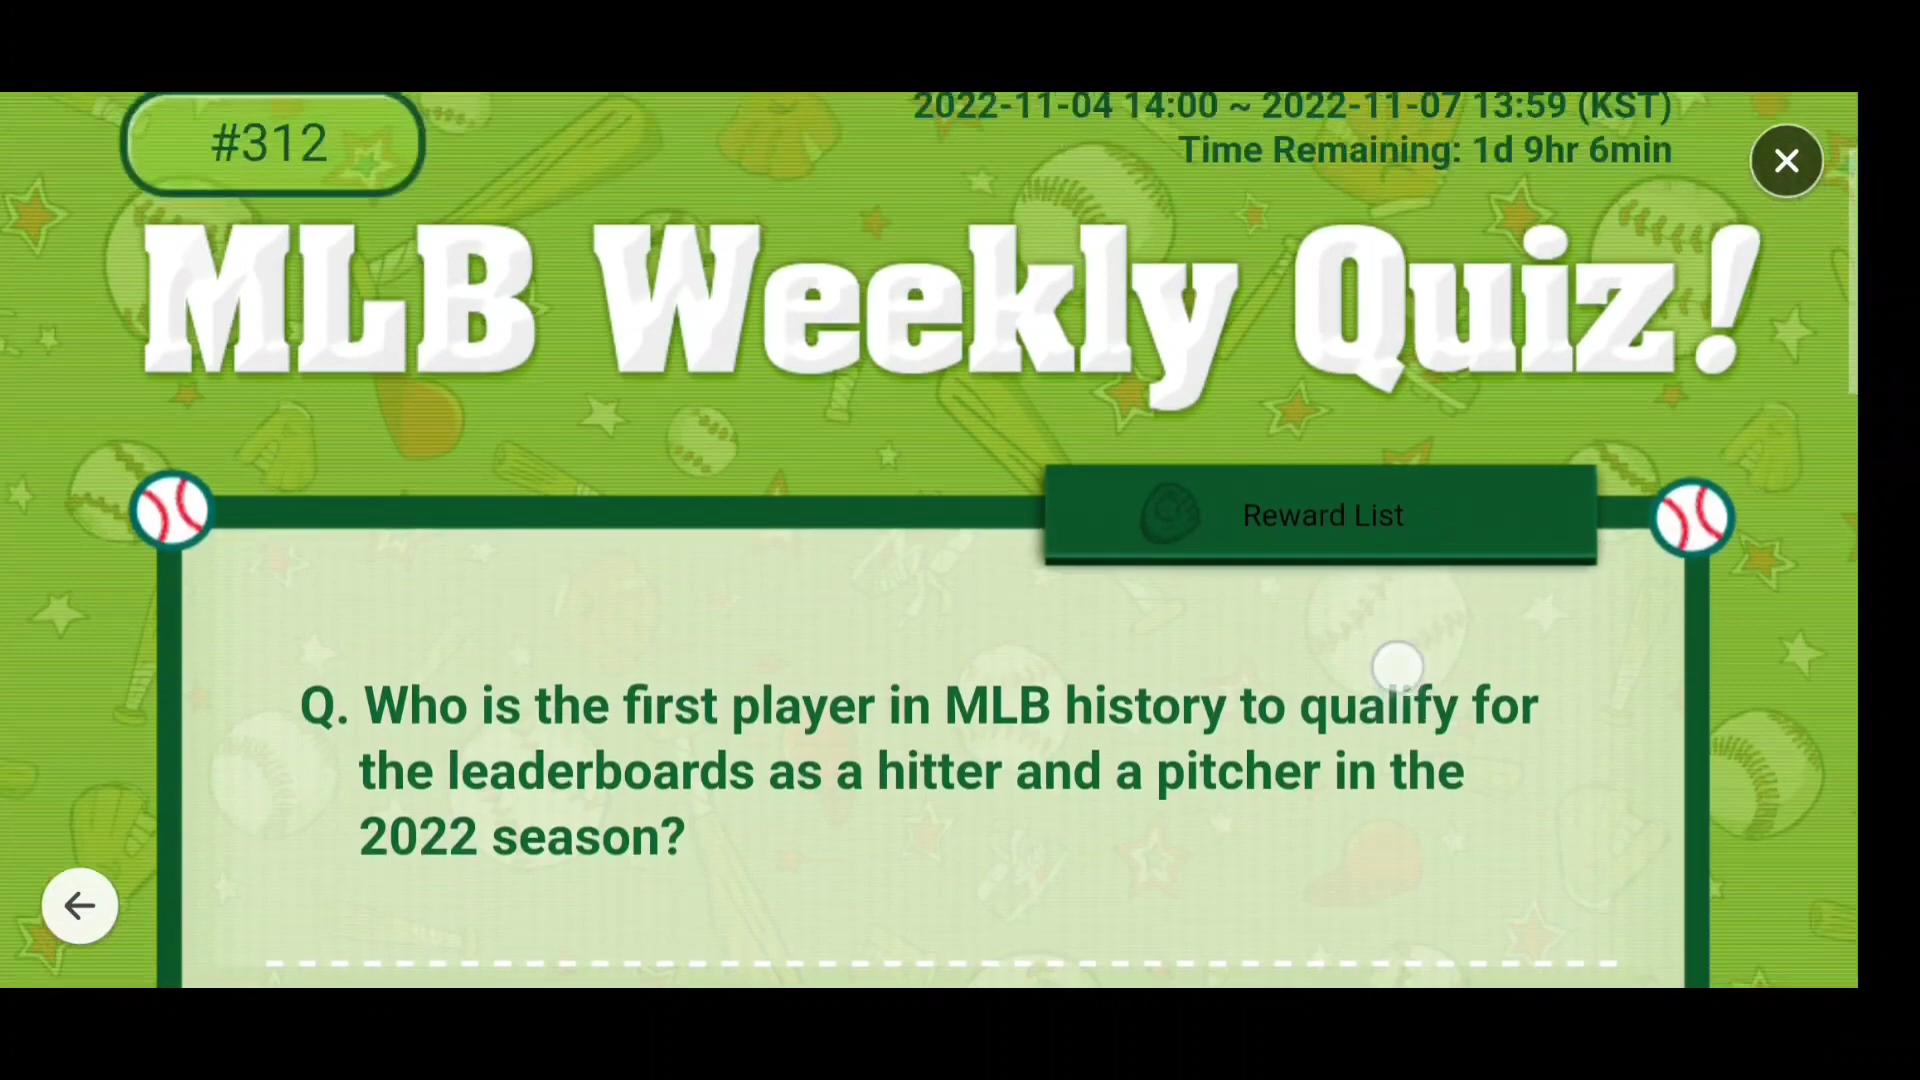 #312
2022-11-04 14:00 ~ 2022-11-07 13:59 (KST)
Time Remaining: 1d 9hr 6min
MLB Weekly Quiz!
Reward List
Q. Who is the first player in MLB history to qualify for
the leaderboards as a hitter and a pitcher in the
2022 season?